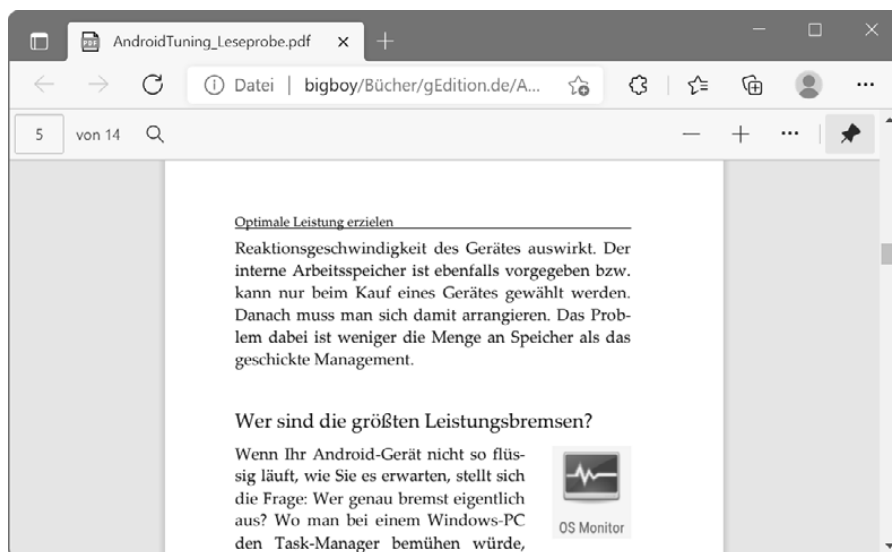 AndroidTuning_Leseprobe.pdf
Datei | bigboy/Bücher/gEdition.de/A...
5 von 14
Optimale Leistung erzielen
Reaktionsgeschwindigkeit des Gerätes auswirkt. Der
interne Arbeitsspeicher ist ebenfalls vorgegeben bzw.
kann nur beim Kauf eines Gerätes gewählt werden.
Danach muss man sich damit arrangieren. Das Prob-
lem dabei ist weniger die Menge an Speicher als das
geschickte Management.
Wer sind die größten Leistungsbremsen?
Wenn Ihr Android-Gerät nicht so flüs-
sig läuft, wie Sie es erwarten, stellt sich
die Frage: Wer genau bremst eigentlich
aus? Wo man bei einem Windows-PC
den Task-Manager bemühen würde,
OS Monitor